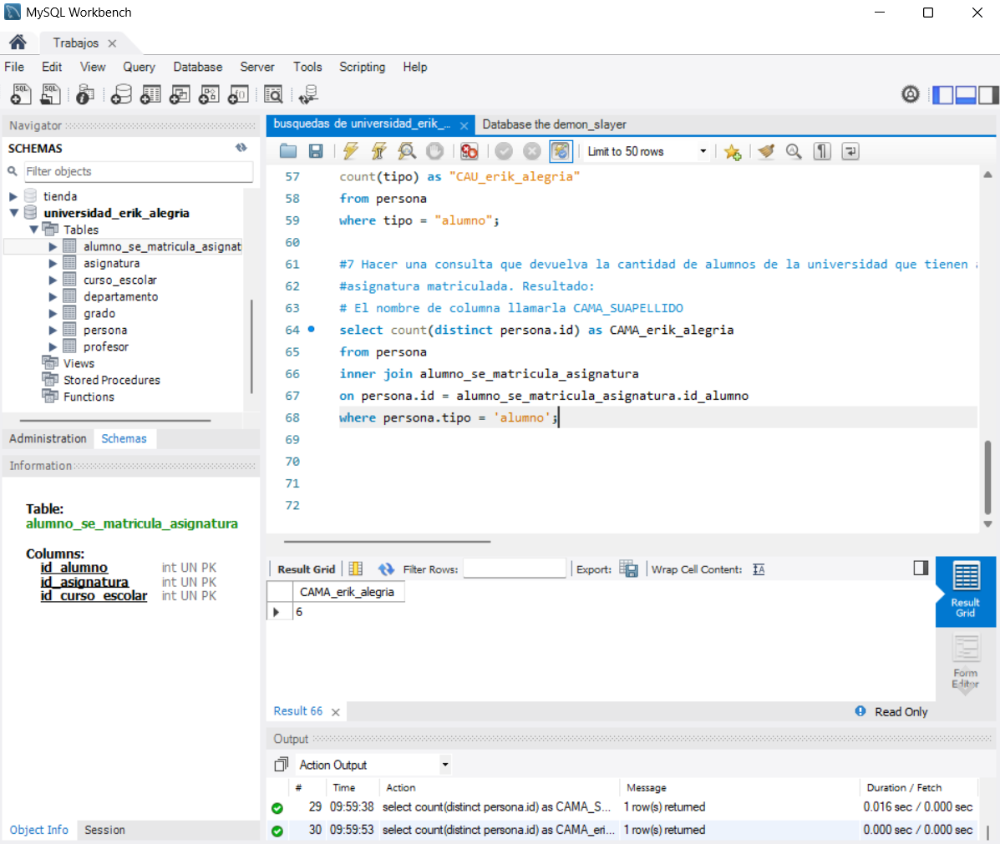 MySQL Workbench
Trabajos
File Edit View Query Database Server Tools Scripting Help
Navigator
SCHEMAS
Filter objects
tienda
universidad_erik_alegria
Tables
alumno_se_matricula_asignat
asignatura
curso_escolar
departamento
grado
persona
profesor
Views
Stored Procedures
Functions
Administration Schemas
Information
Table:
alumno_se_matricula_asignatura
Columns:
id_alumno int UN PK
id_asignatura int UN PK
id_curso_escolar int UN PK
Object Info Session
busquedas de universidad_erik_... Database the demon_slayer
Limit to 50 rows
57 count(tipo) as "CAU_erik_alegria"
58 from persona
59 where tipo = "alumno";
60
61 #7 Hacer una consulta que devuelva la cantidad de alumnos de la universidad que tienen
62 #asignatura matriculada. Resultado:
63 # El nombre de columna llamarla CAMA_SUAPELLIDO
64 select count(distinct persona.id) as CAMA_erik_alegria
65 from persona
66 inner join alumno_se_matricula_asignatura
67 on persona.id = alumno_se_matricula_asignatura.id_alumno
68 where persona.tipo = 'alumno';
69
70
71
72
Result Grid Filter Rows: Export: Wrap Cell Content:
CAMA_erik_alegria
6
Result Grid
Form Editor
Result 66
Read Only
Output
Action Output
# Time Action Message Duration / Fetch
29 09:59:38 select count(distinct persona.id) as CAMA_S... 1 row(s) returned 0.016 sec / 0.000 sec
30 09:59:53 select count(distinct persona.id) as CAMA_eri... 1 row(s) returned 0.000 sec / 0.000 sec